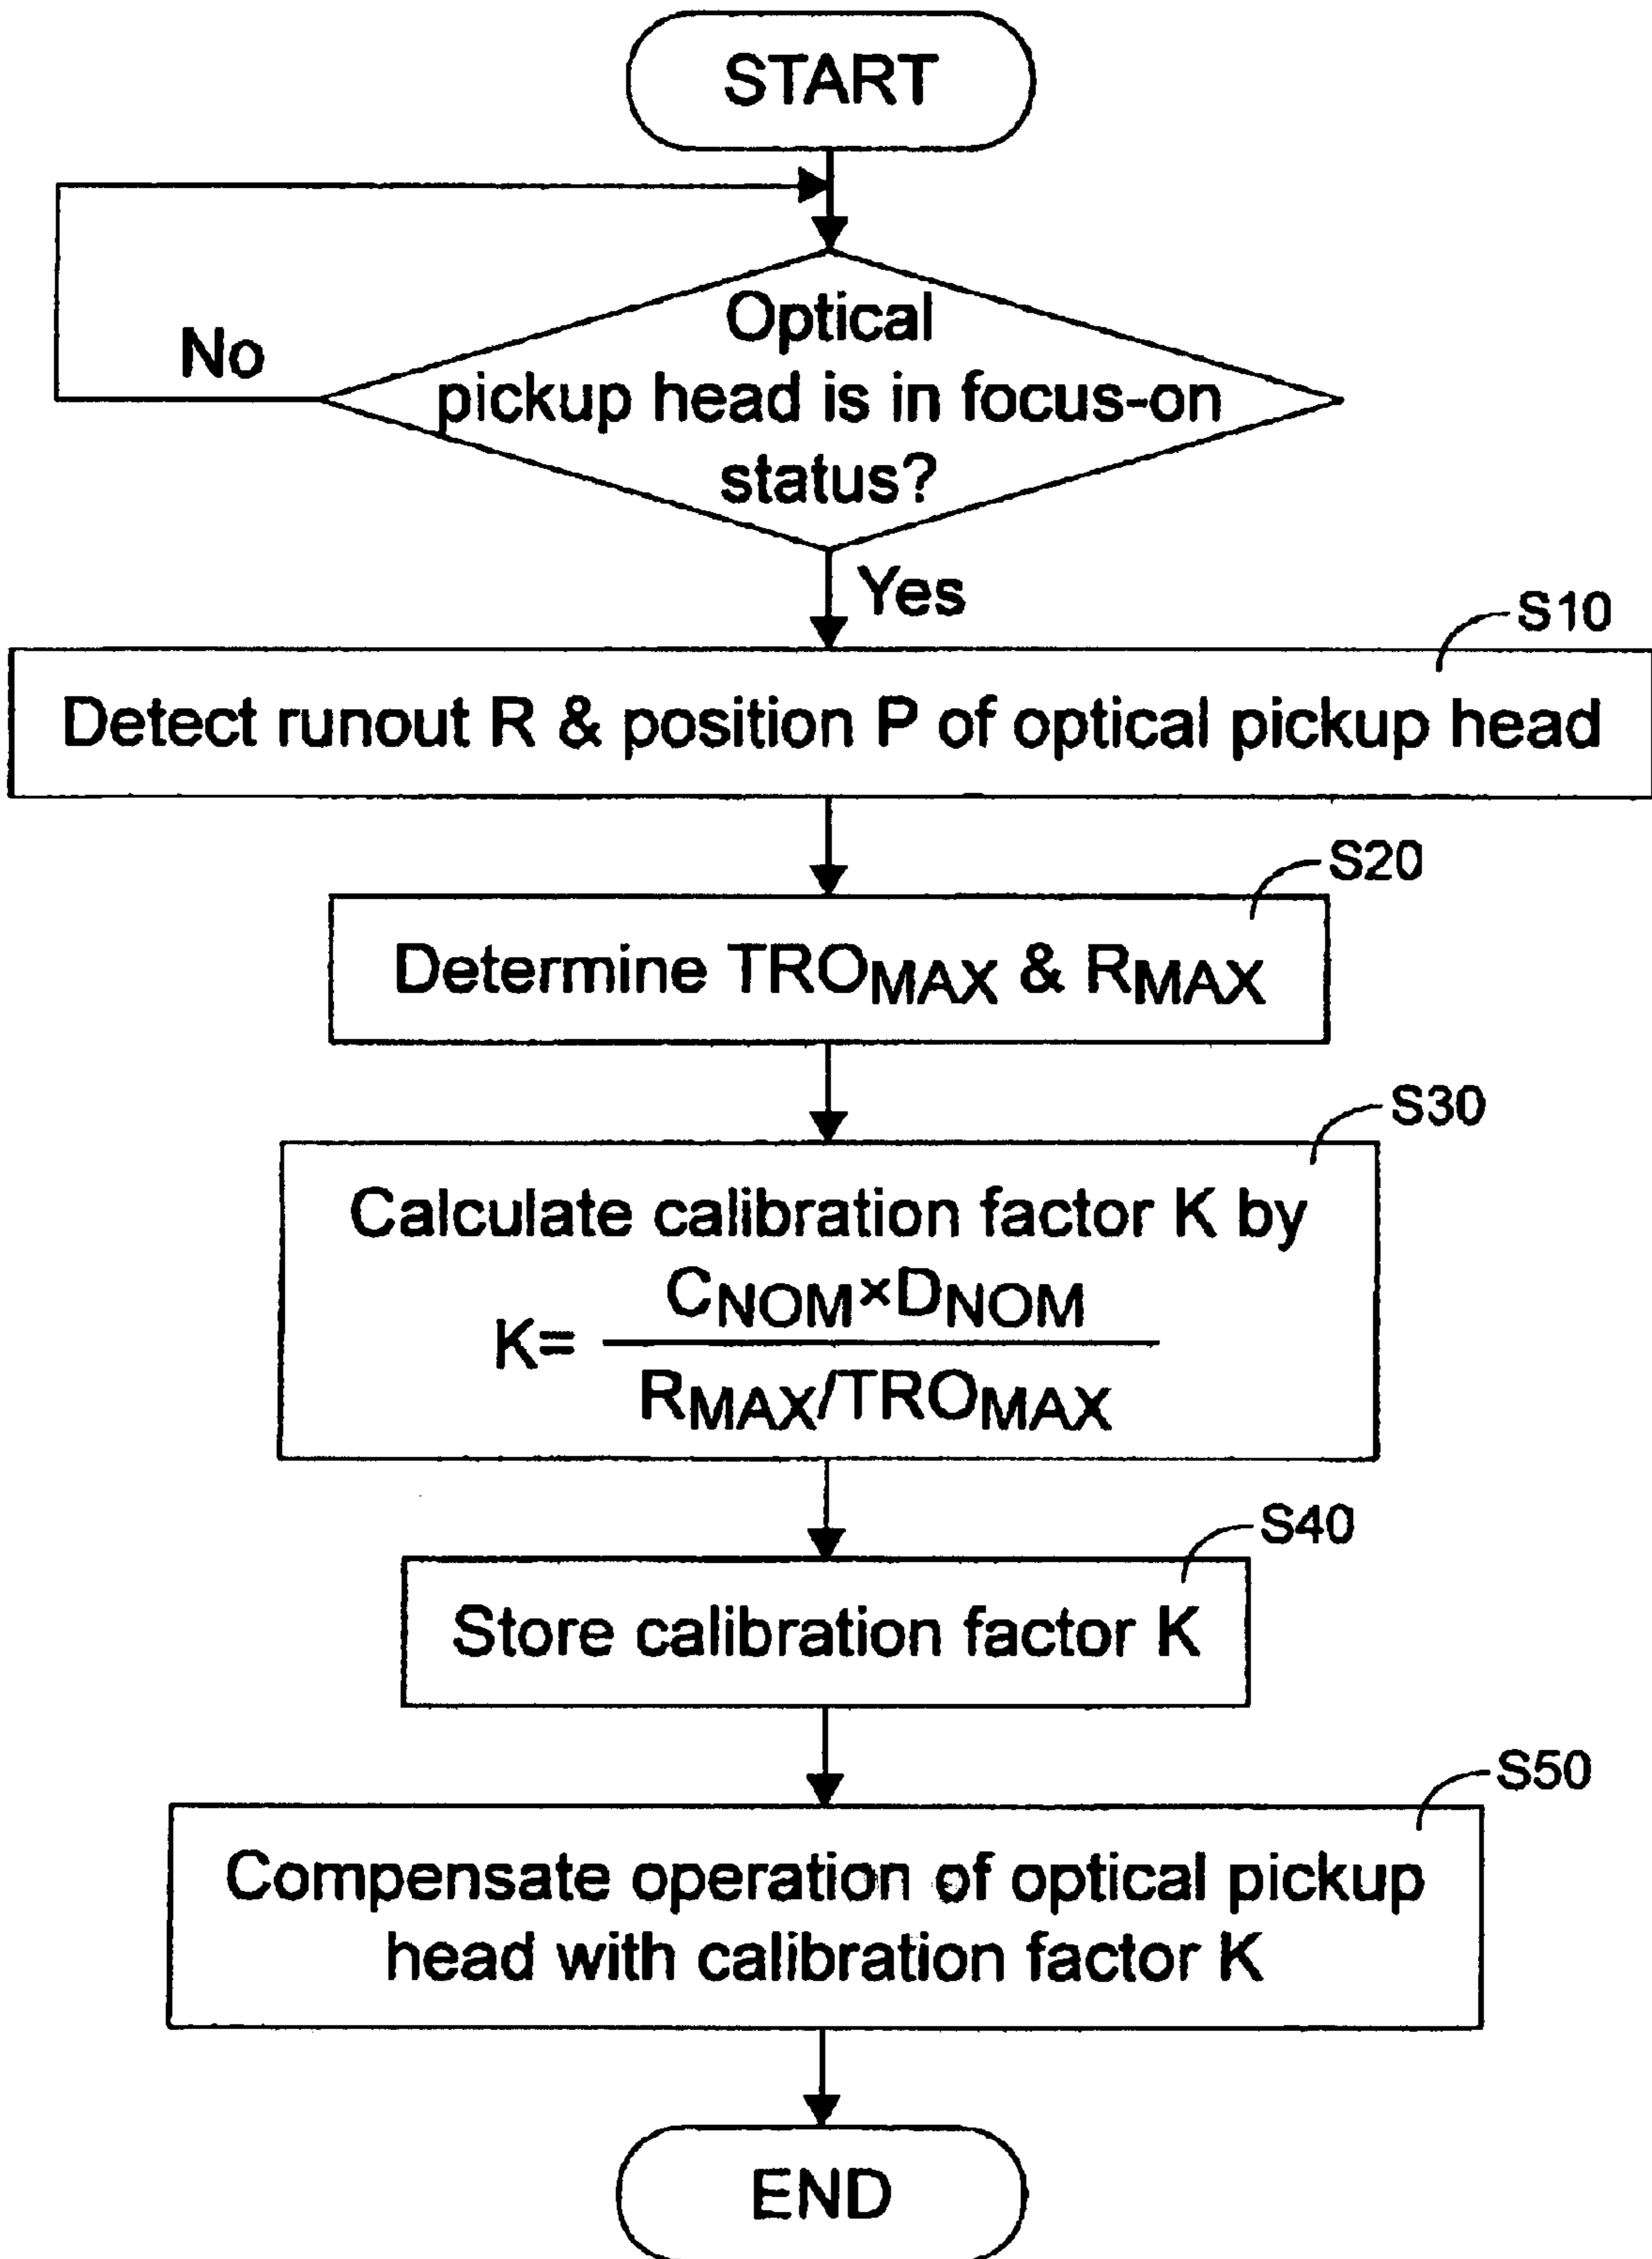 START
No
Optical
pickup head is in focus-on
status?
Yes
S10
Detect runout R & position P of optical pickup head
S20
Determine TROMAX & RMAX
S30
Calculate calibration factor K by
K= CNOM×DNOM
RMAX/TROMAX
S40
Store calibration factor K
S50
Compensate operation of optical pickup
head with calibration factor K
END